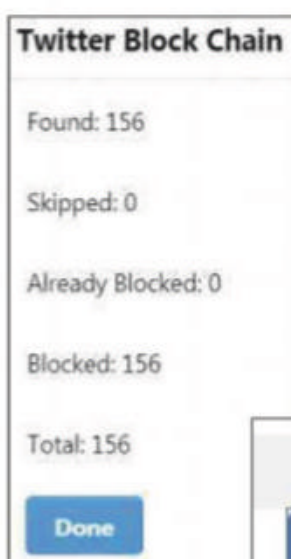 Twitter Block Chain
Found: 156
Skipped: 0
Already Blocked: 0
Blocked: 156
Total: 156
Done